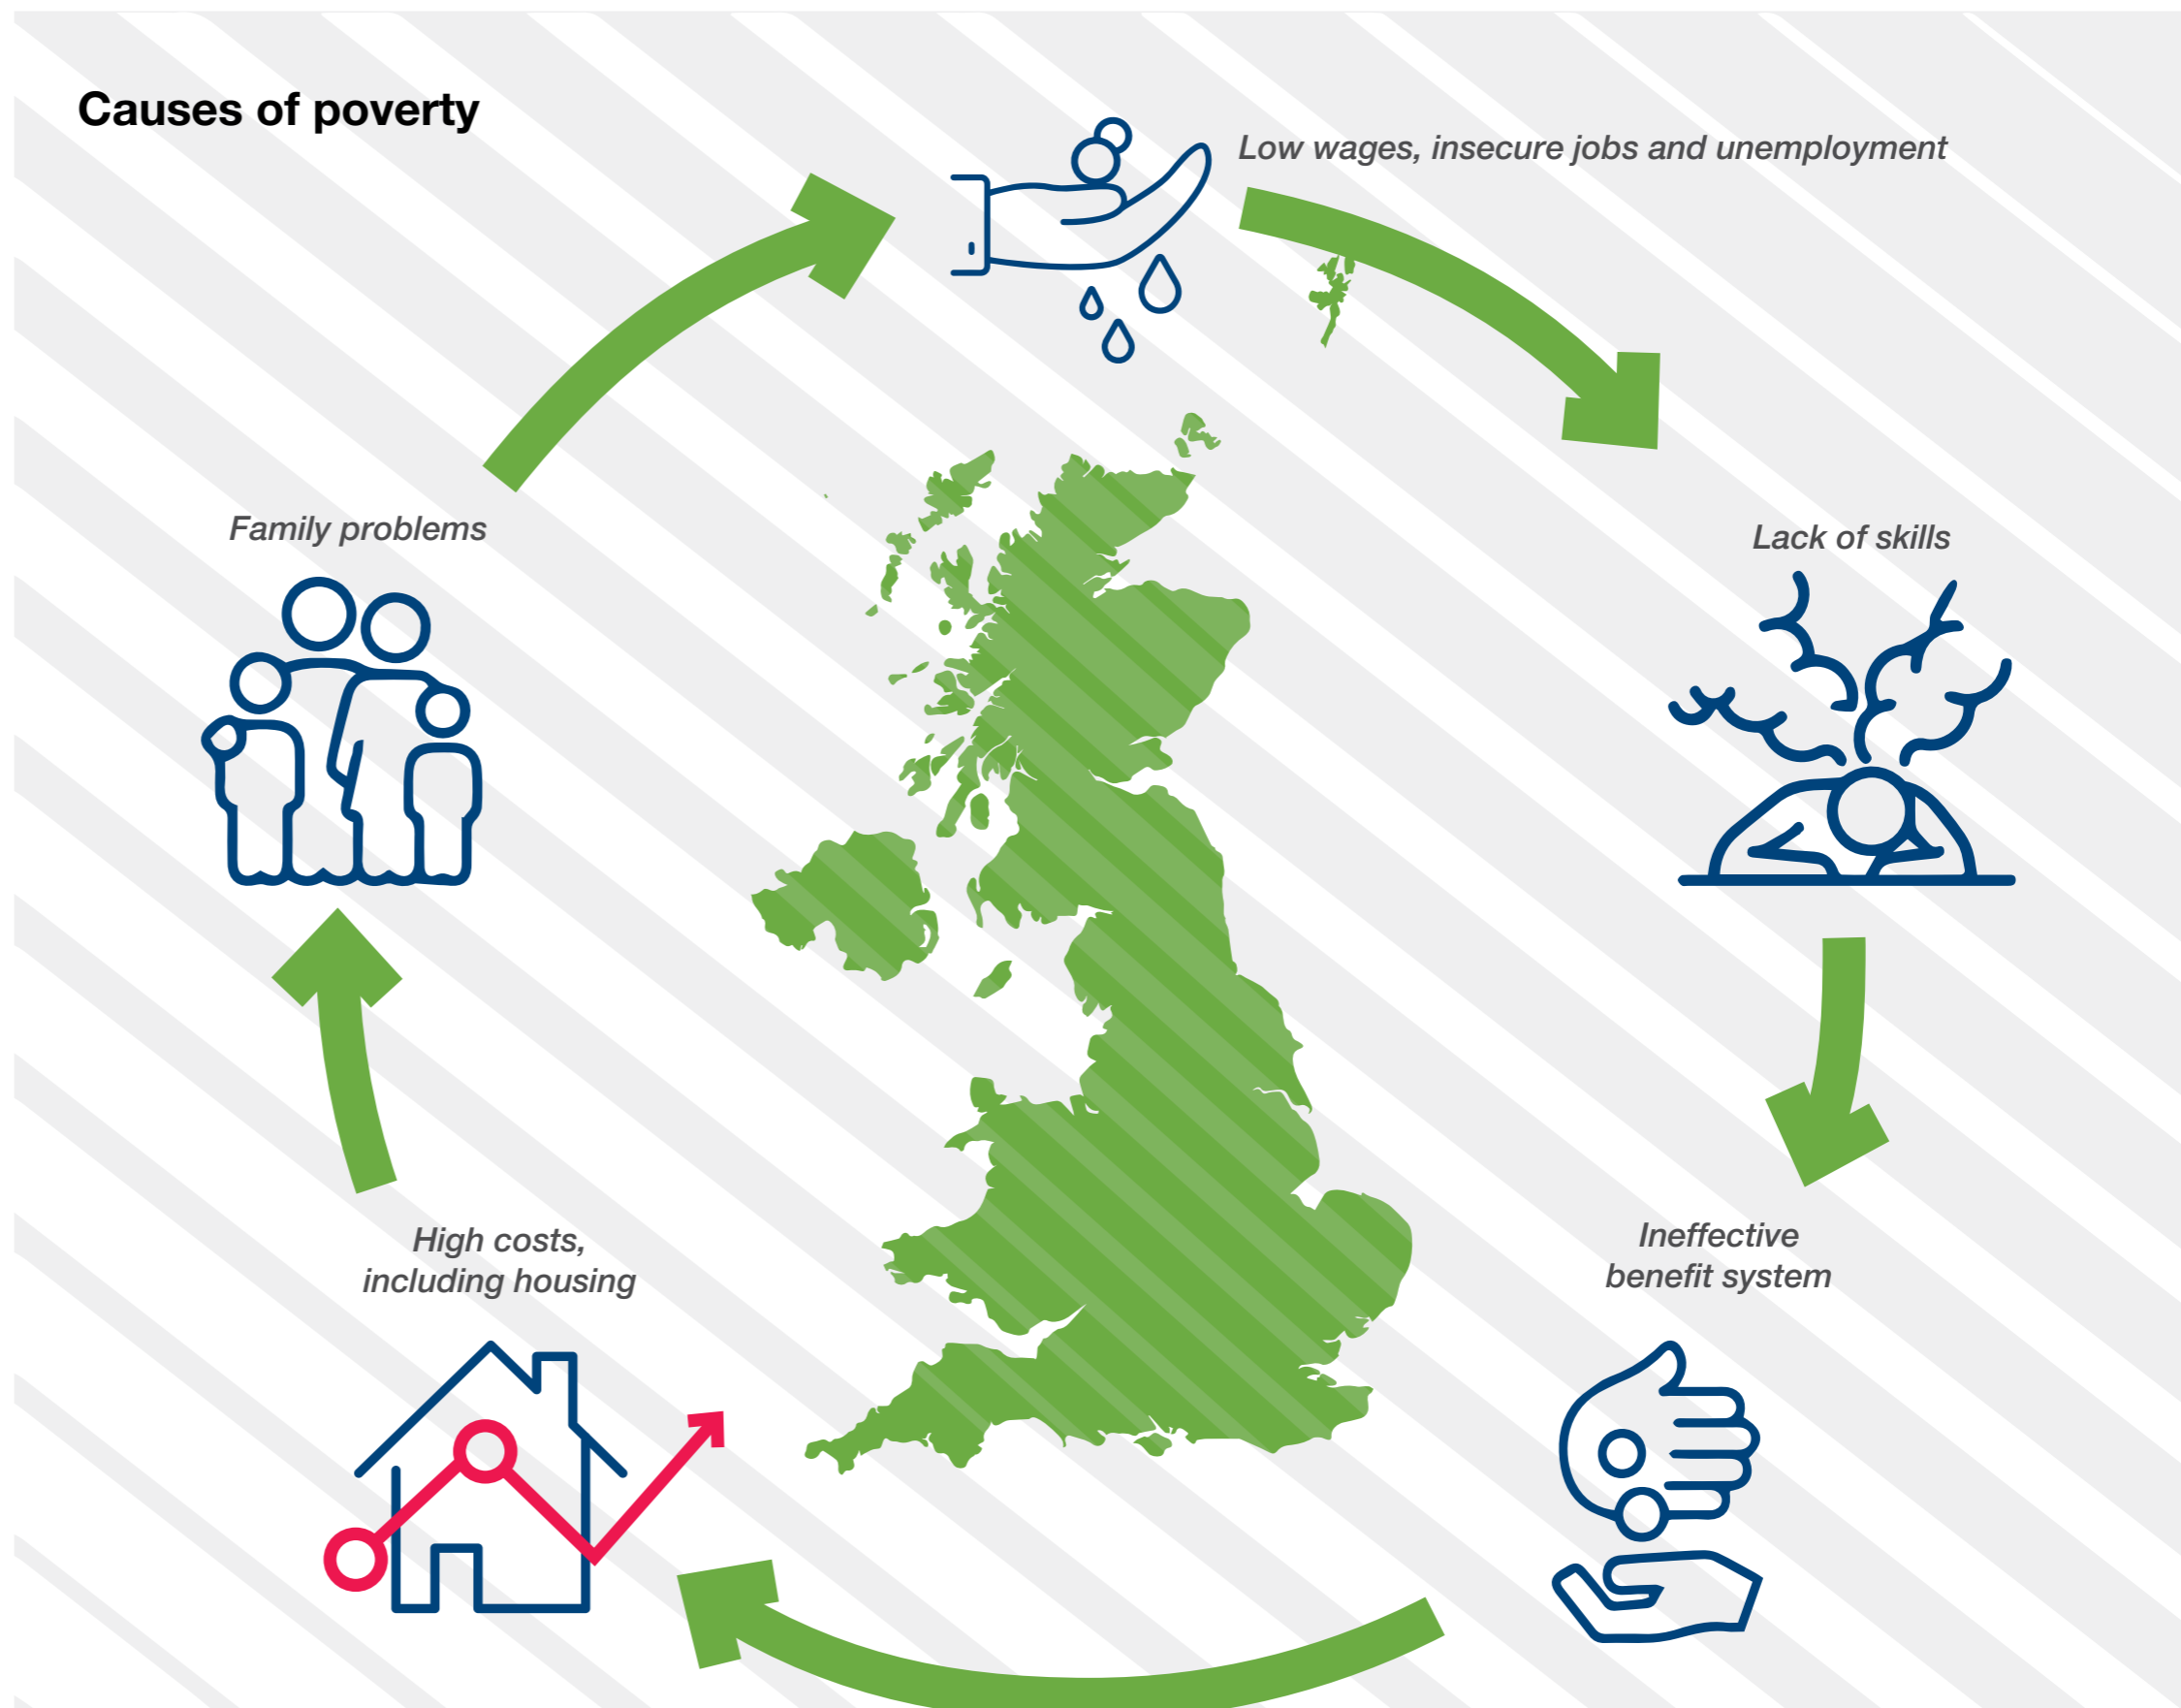 Causes of poverty
Low wages, insecure jobs and unemployment
Family problems
Lack of skills
High costs,
including housing
Ineffective
benefit system